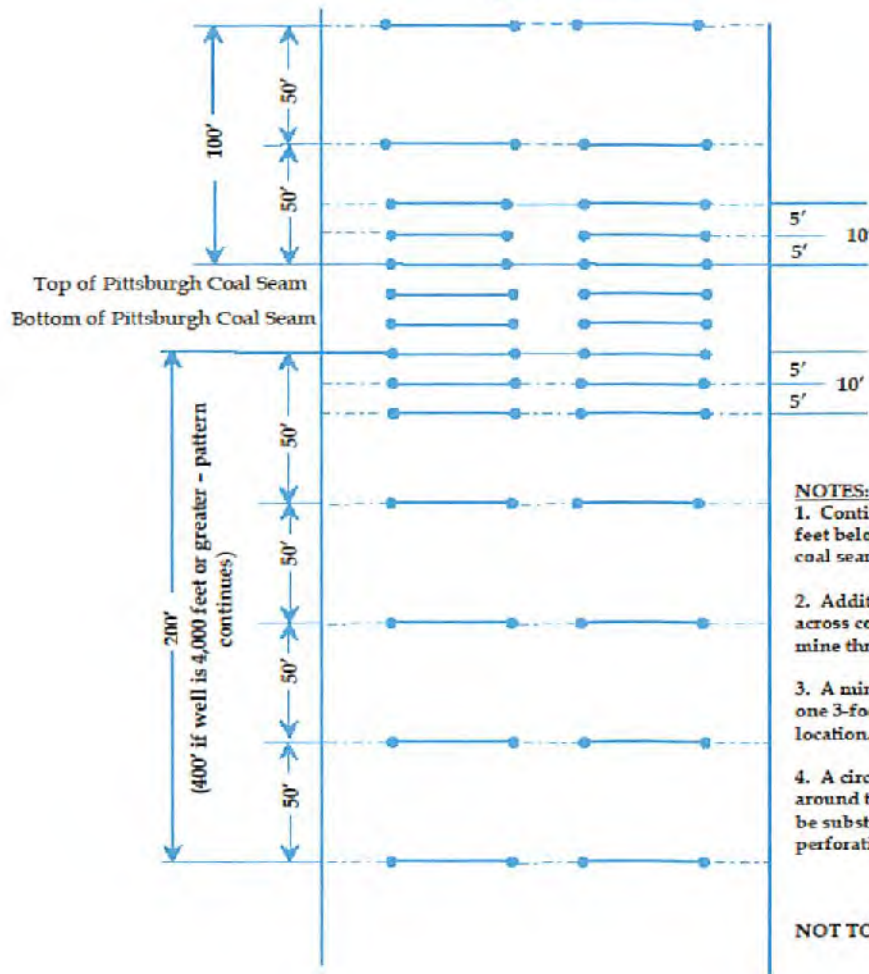 50'
100'
50'
5'
10'
5'
Top of Pittsburgh Coal Seam
Bottom of Pittsburgh Coal Seam
5'
10'
5'
50'
200'
(400' if well is 4,000 feet or greater - pattern
continues)
50'
50'
50'
NOTES:
1. Conti
feet belo
coal sear
2. Addit
across co
mine thr
3. A min
one 3-foo
location.
4. A circ
around t
be subst
perforati
NOT TO